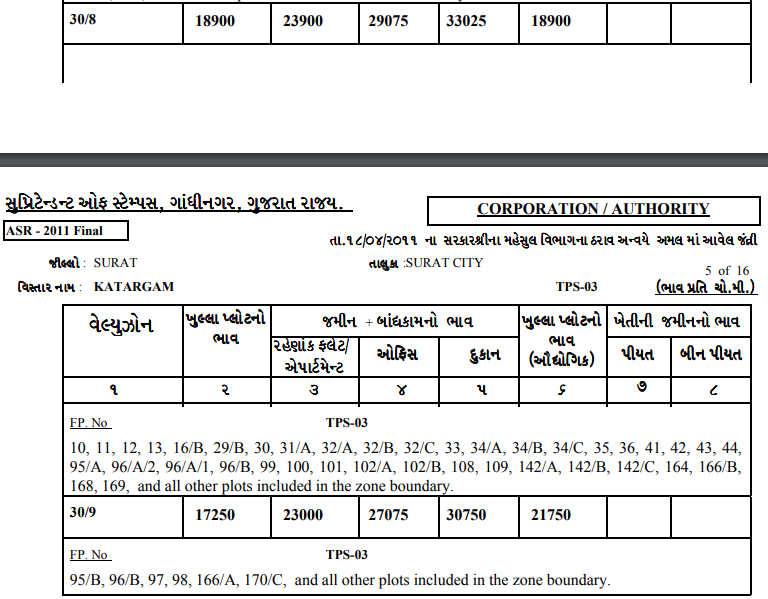 30/8 18900 23900 29075 33025 18900
સુપ્રિટેન્ડન્ટ ઓફ સ્ટેમ્પસ, ગાંધીનગર, ગુજરાત રાજ્ય.
CORPORATION / AUTHORITY
ASR - 2011 Final
તા.૧૮/૦૪/૨૦૧૧ ના સરકારશ્રીના મહેસુલ વિભાગના ઠરાવ અન્વયે અમલ માં આવેલ જંત્રી
જીલ્લો : SURAT તાલુકા :SURAT CITY 5 of 16
વિસ્તાર નામ : KATARGAM TPS-03 (ભાવ પ્રતિ ચો.મી.)
વેલ્યુઝોન ખુલ્લા પ્લોટનો ભાવ જમીન + બાંધકામનો ભાવ ખુલ્લા પ્લોટનો ભાવ (ઔદ્યોગિક) ખેતીની જમીનનો ભાવ
રહેણાંક ફ્લેટ/એપાર્ટમેન્ટ ઓફિસ દુકાન પીયત બીન પીયત
૧ ૨ ૩ ૪ ૫ ૬ ૭ ૮
FP. No TPS-03
10, 11, 12, 13, 16/B, 29/B, 30, 31/A, 32/A, 32/B, 32/C, 33, 34/A, 34/B, 34/C, 35, 36, 41, 42, 43, 44,
95/A, 96/A/2, 96/A/1, 96/B, 99, 100, 101, 102/A, 102/B, 108, 109, 142/A, 142/B, 142/C, 164, 166/B,
168, 169, and all other plots included in the zone boundary.
30/9 17250 23000 27075 30750 21750
FP. No TPS-03
95/B, 96/B, 97, 98, 166/A, 170/C, and all other plots included in the zone boundary.